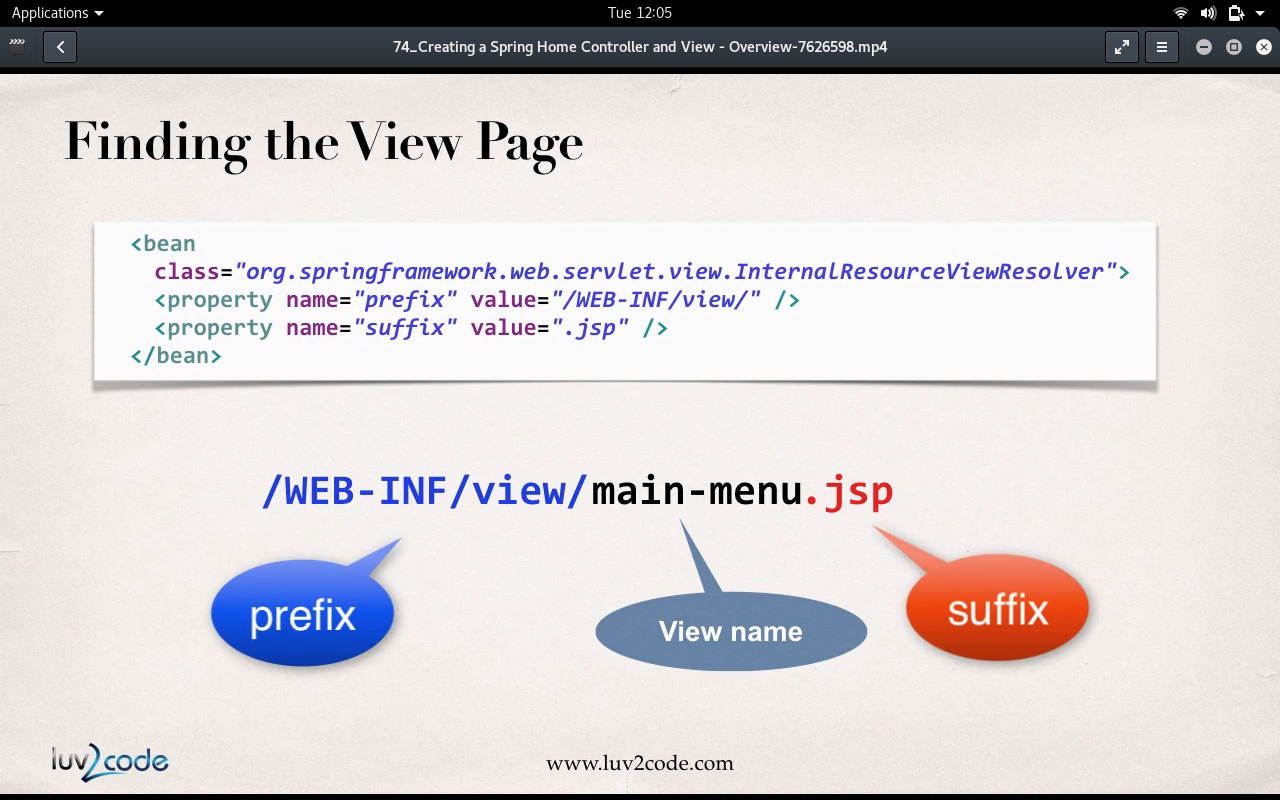 Applications
Tue 12:05
74_Creating a Spring Home Controller and View - Overview-7626598.mp4
Finding the View Page
<bean
class="org.springframework.web.servlet.view.InternalResourceViewResolver">
<property name="prefix" value="/WEB-INF/view/" />
<property name="suffix" value=".jsp" />
</bean>
/WEB-INF/view/main-menu.jsp
prefix
View name
suffix
luv2code
www.luv2code.com